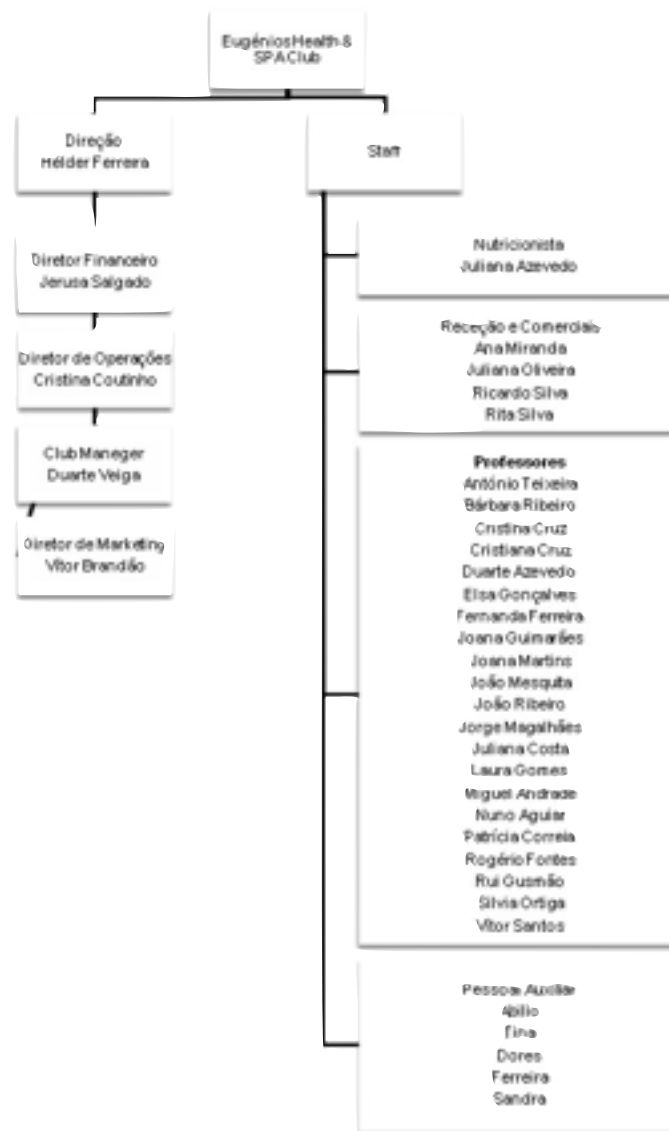 Eugénios Health &
SPA Club
Direção
Hélder Ferreira
Staff
Diretor Financeiro
Jerusa Salgado
Diretor de Operações
Cristina Coutinho
Club Maneger
Duarte Veiga
Diretor de Marketing
Vítor Brandão
Nutricionista
Juliana Azevedo
Receção e Comerciais
Ana Miranda
Juliana Oliveira
Ricardo Silva
Rita Silva
Professores
António Teixeira
Bárbara Ribeiro
Cristina Cruz
Cristiana Cruz
Duarte Azevedo
Elsa Gonçalves
Fernanda Ferreira
Joana Guimarães
Joana Martins
João Mesquita
João Ribeiro
Jorge Magalhães
Juliana Costa
Laura Gomes
Miguel Andrade
Nuno Aguiar
Patrícia Correia
Rogério Fontes
Rui Gusmão
Silvia Ortiga
Vítor Santos
Pessoal Auxiliar
Abílio
Tina
Dores
Ferreira
Sandra